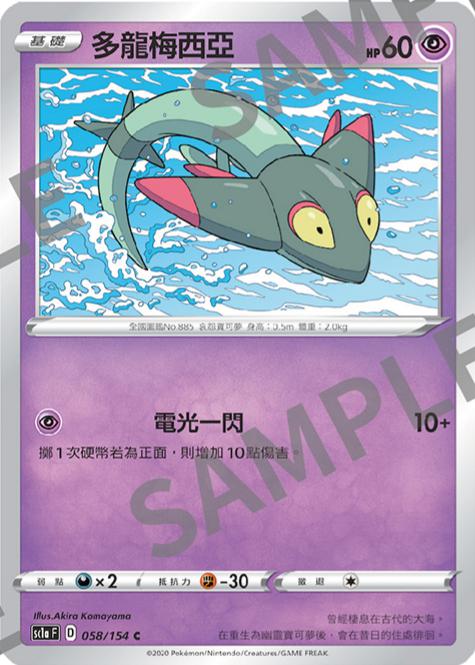 基礎 多龍梅西亞 HP60
全國圖鑑No.885 哀怨寶可夢 身高：0.5m 體重：2.0kg
電光一閃 10+
擲1次硬幣若為正面，則增加10點傷害。
弱點 ×2 抵抗力 -30 撤退
Illus.Akira Komayama
sc1a F D 058/154 C
曾經棲息在古代的大海。
在重生為幽靈寶可夢後，會在昔日的住處徘徊。
©2020 Pokémon/Nintendo/Creatures/GAME FREAK.
SAMPLE
SAMPLE
SAMPLE